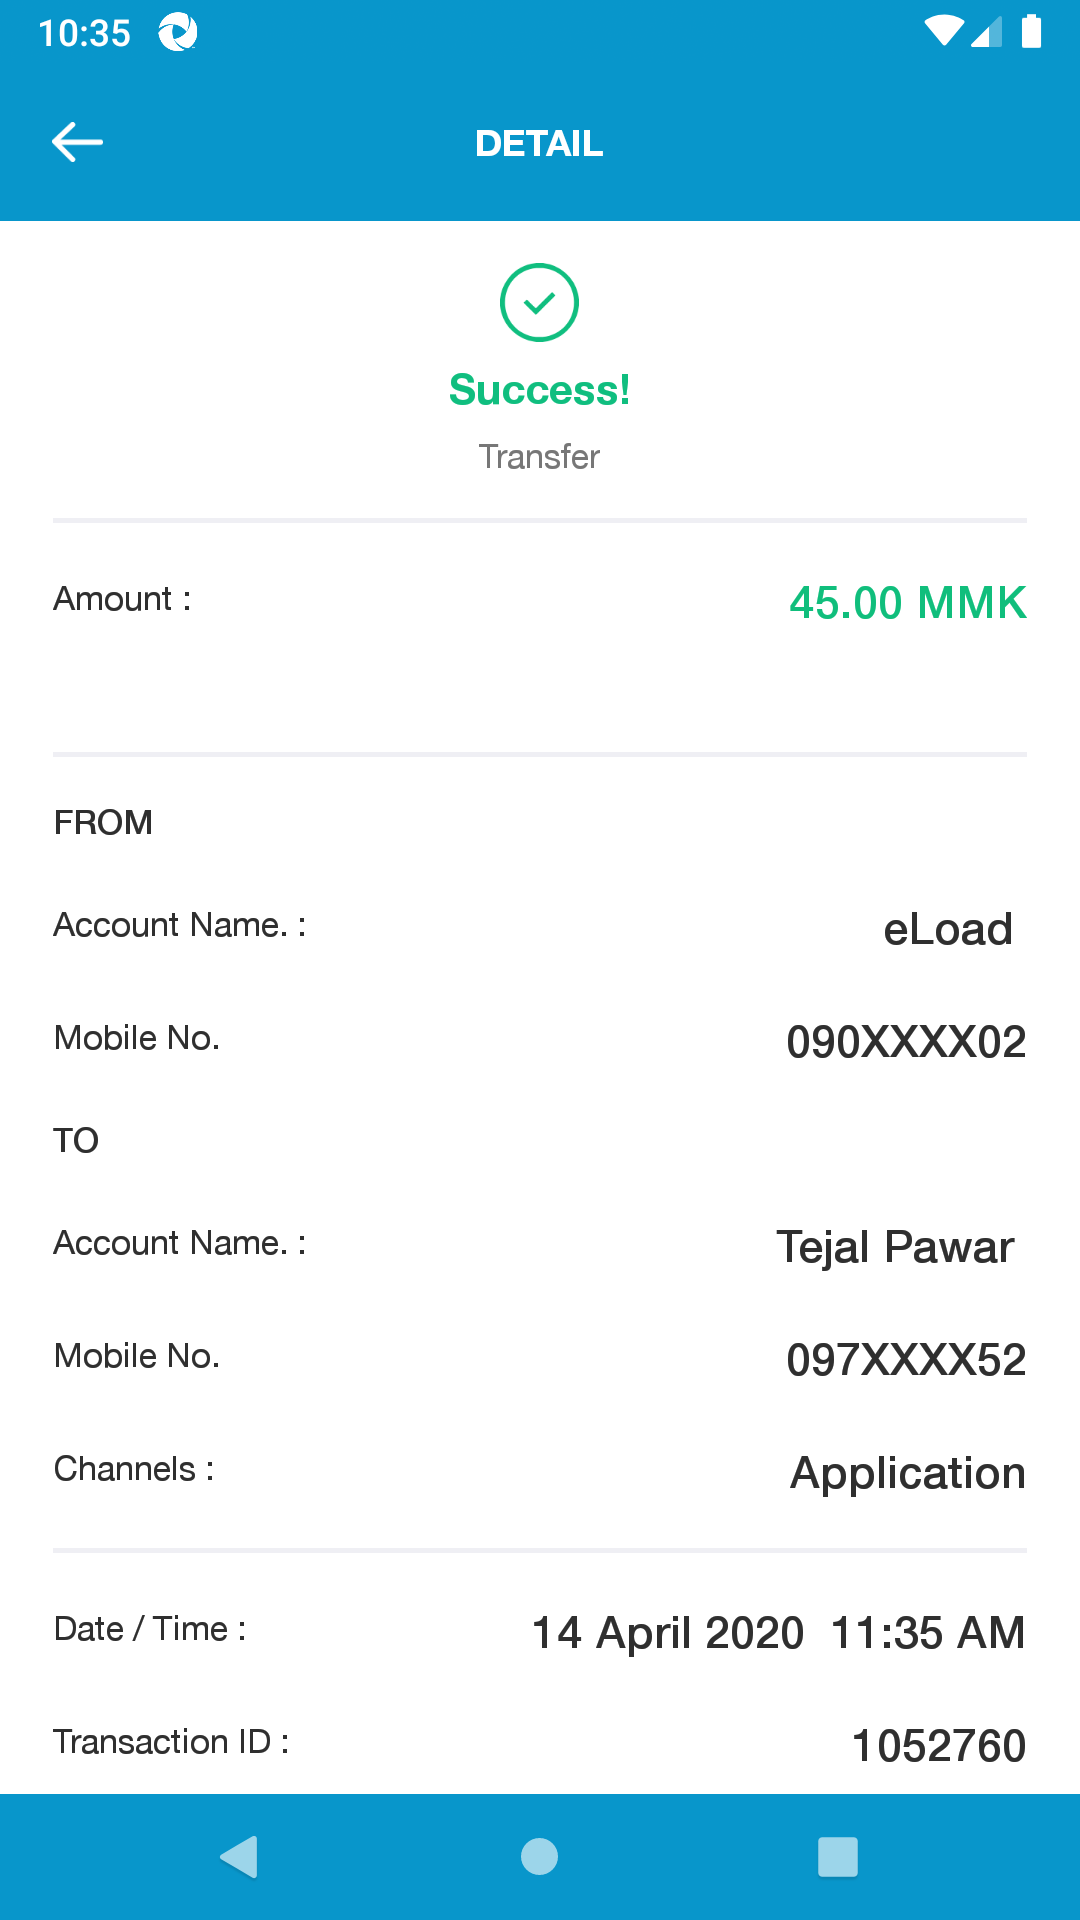 10:35
DETAIL
Success!
Transfer
Amount : 45.00 MMK
FROM
Account Name. : eLoad
Mobile No. 090XXXX02
TO
Account Name. : Tejal Pawar
Mobile No. 097XXXX52
Channels : Application
Date / Time : 14 April 2020 11:35 AM
Transaction ID : 1052760